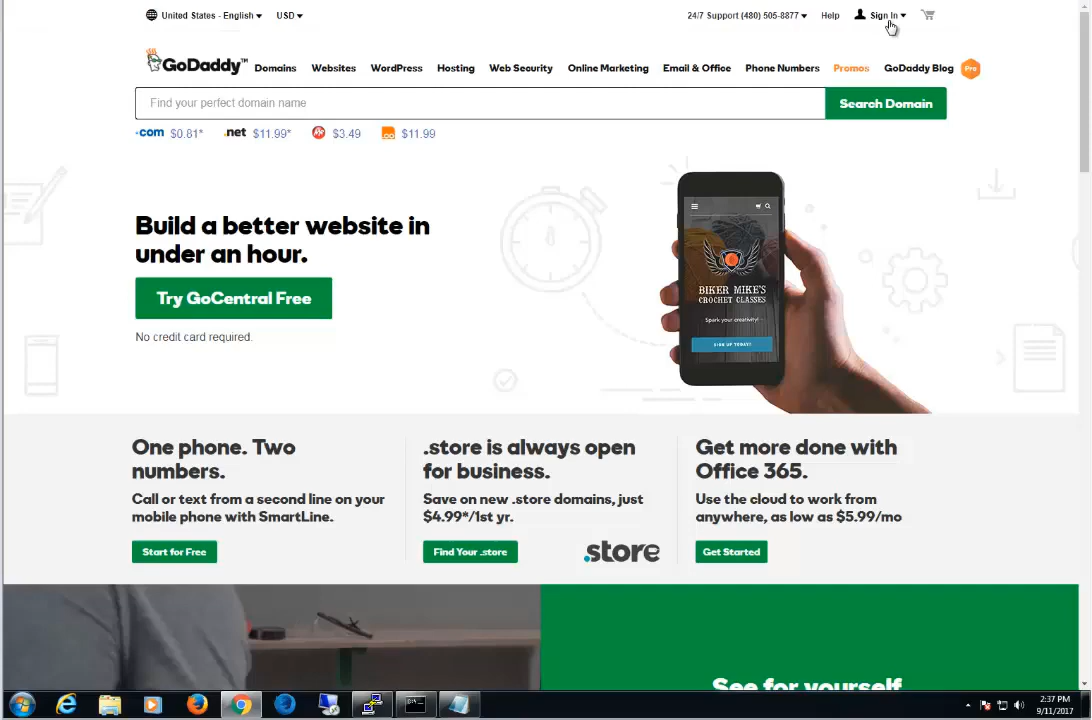 United States - English
USD
24/7 Support (480) 505-8877
Help
Sign In
GoDaddy™
Domains
Websites
WordPress
Hosting
Web Security
Online Marketing
Email & Office
Phone Numbers
Promos
GoDaddy Blog
Pro
Find your perfect domain name
Search Domain
.com $0.81*
.net $11.99*
$3.49
$11.99
Build a better website in
under an hour.
Try GoCentral Free
No credit card required.
BIKER MIKE'S
CROCHET CLASSES
Spark your creativity!
SIGN UP TODAY!
One phone. Two
numbers.
Call or text from a second line on your
mobile phone with SmartLine.
Start for Free
.store is always open
for business.
Save on new .store domains, just
$4.99*/1st yr.
Find Your .store
.store
Get more done with
Office 365.
Use the cloud to work from
anywhere, as low as $5.99/mo
Get Started
See for yourself
2:37 PM
9/11/2017